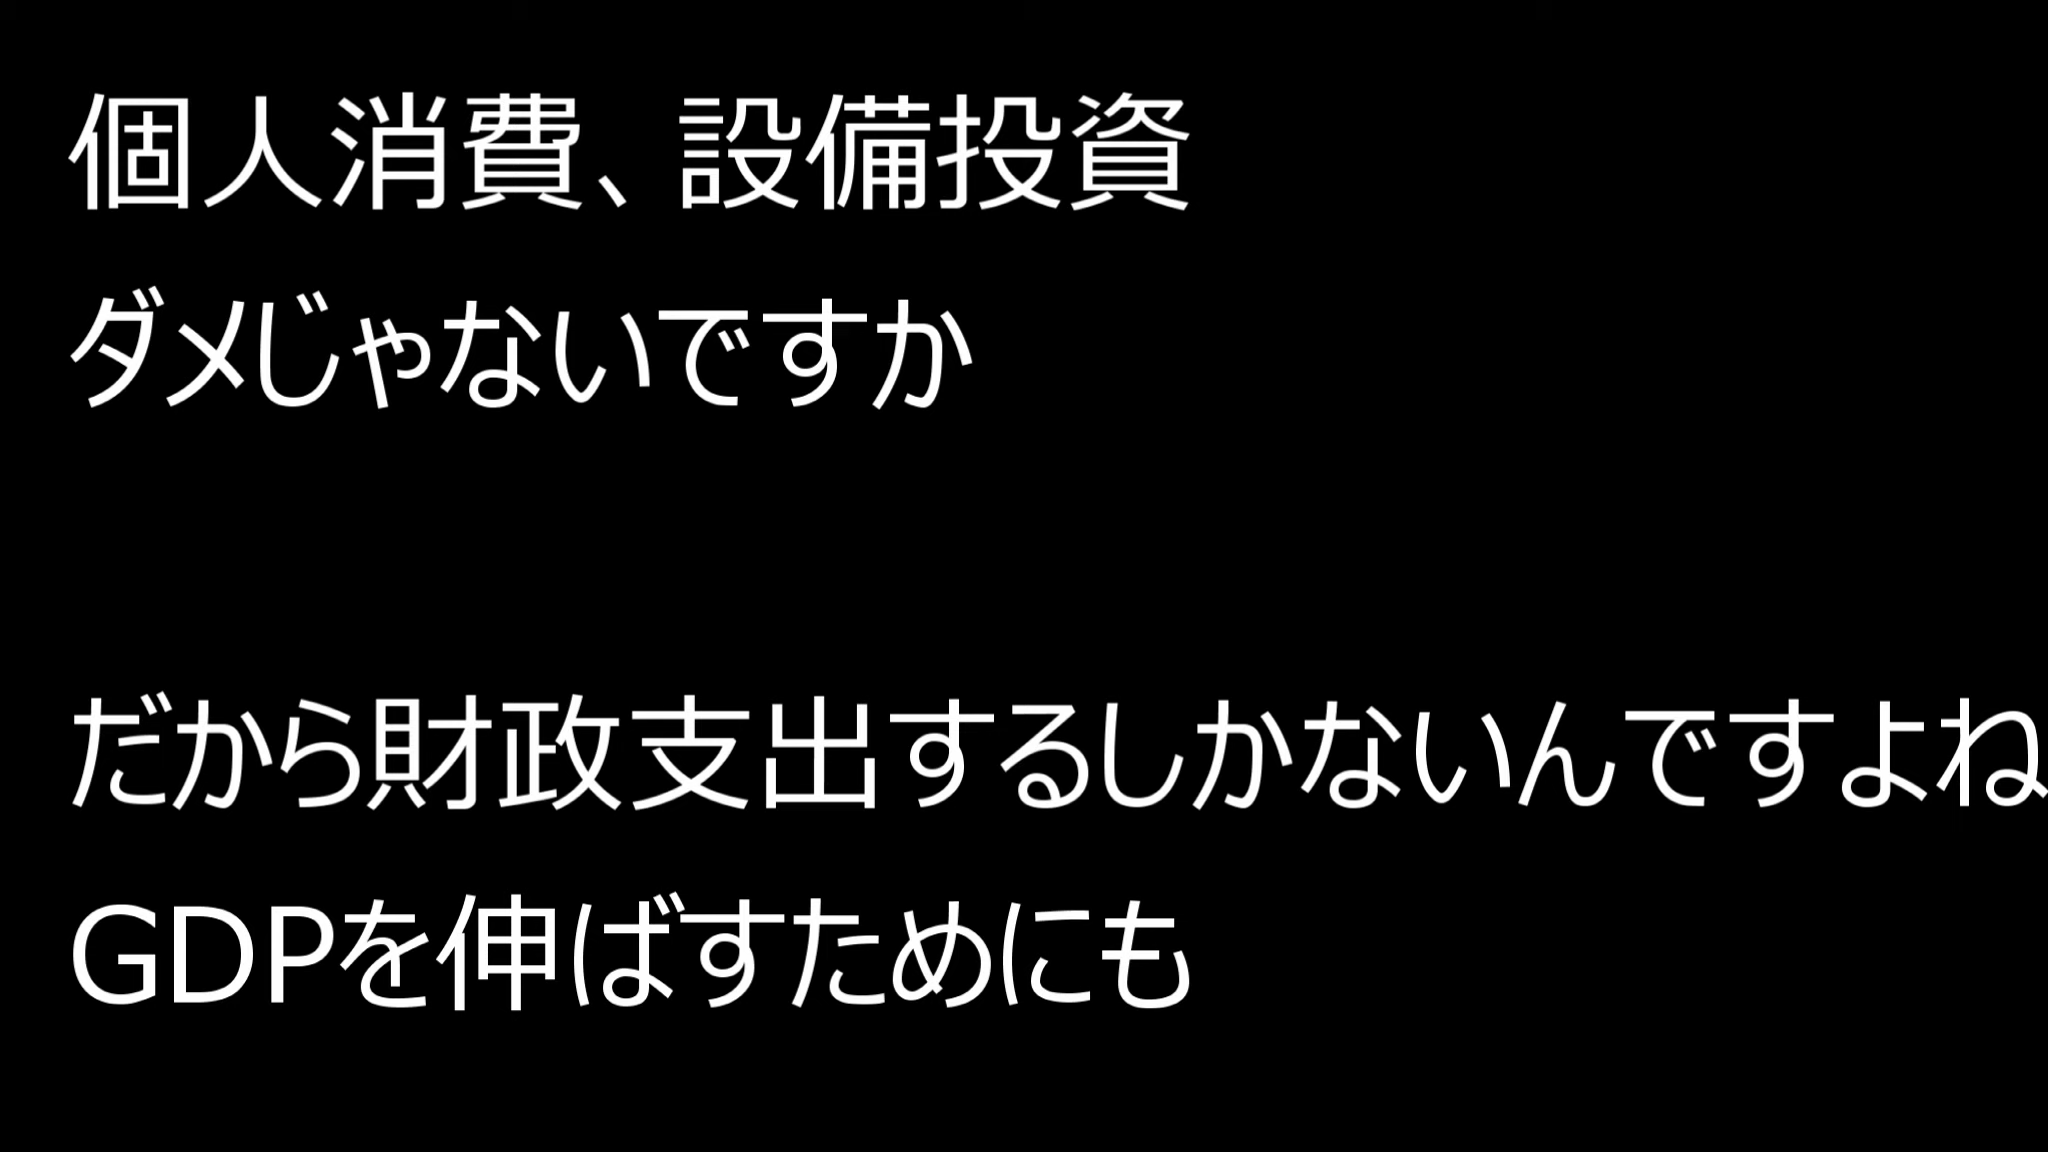 個人消費、設備投資
ダメじゃないですか
だから財政支出するしかないんですよね
GDPを伸ばすためにも